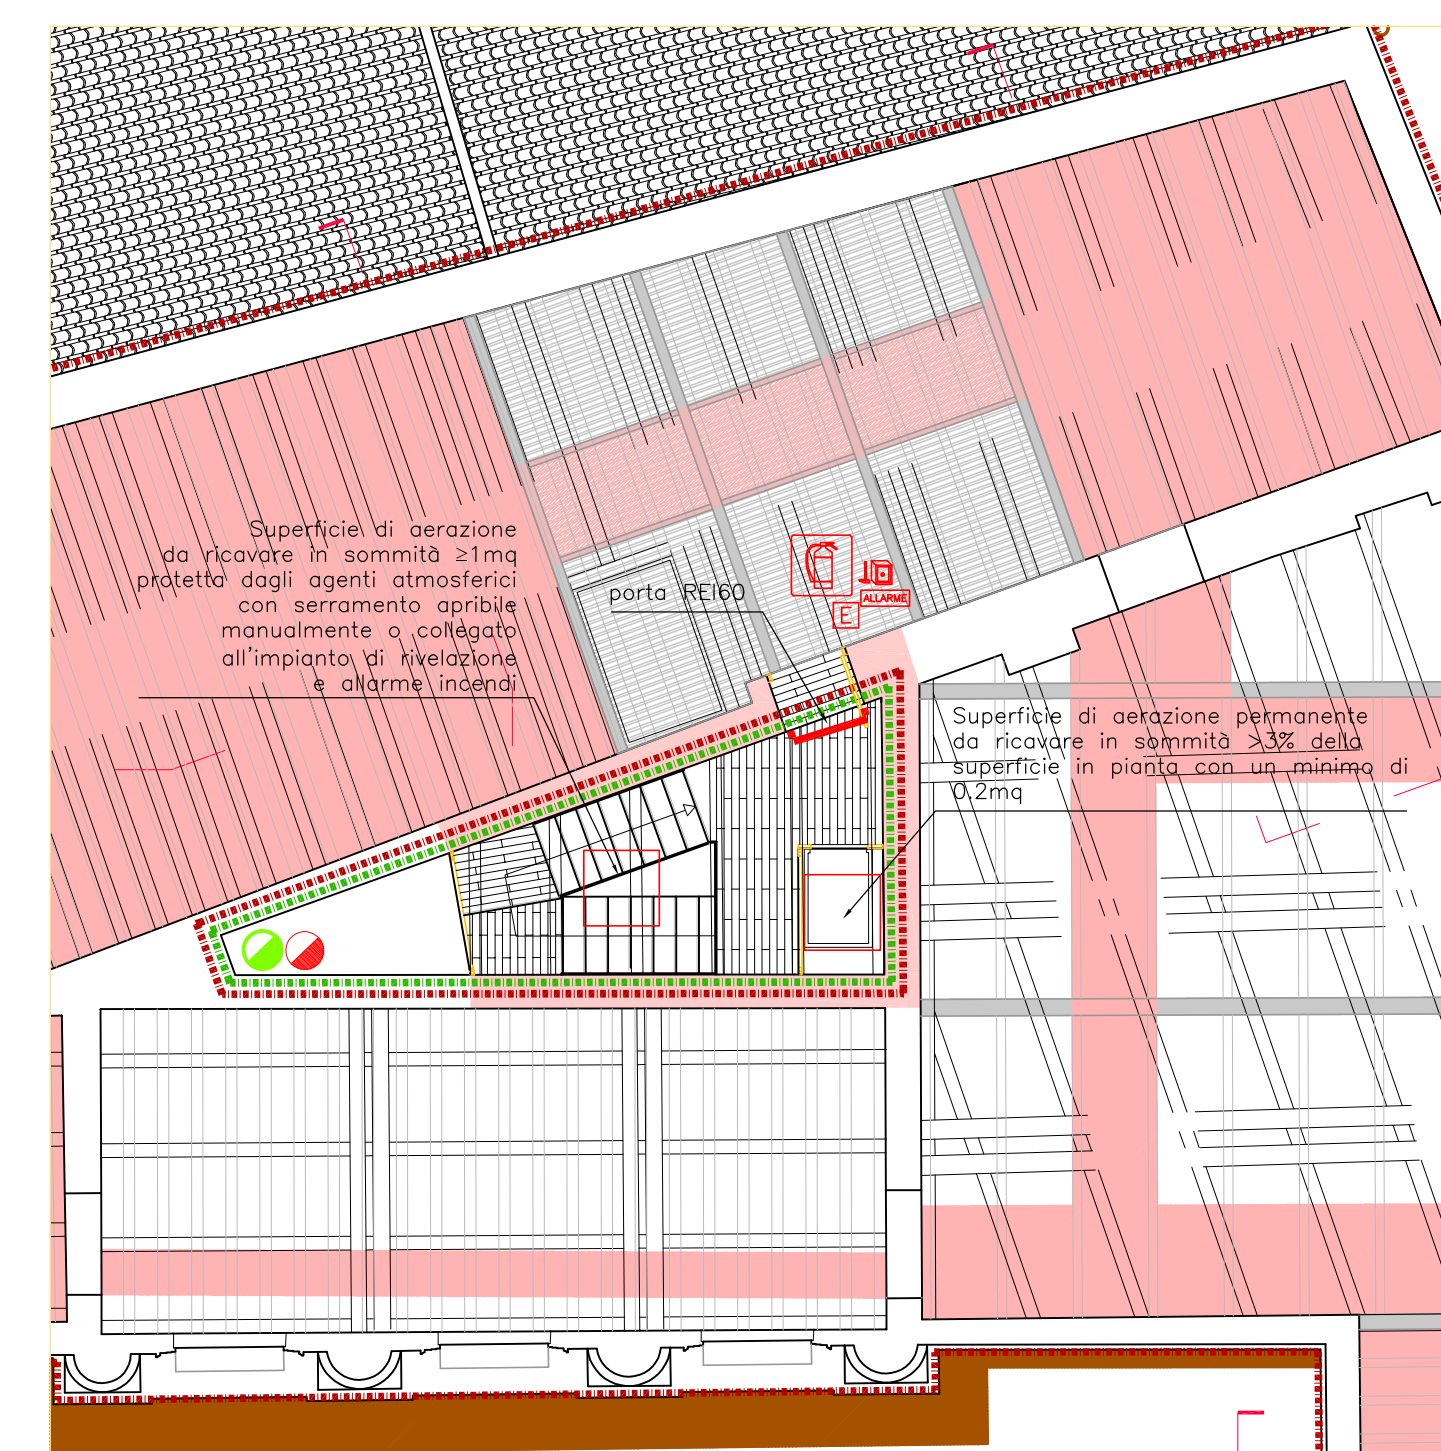 Superficie di aerazione
da ricavare in sommità ≥1mq
protetta dagli agenti atmosferici
con serramento apribile
manualmente o collegato
all'impianto di rivelazione
e allarme incendi
porta REI60
ALLARME
E
Superficie di aerazione permanente
da ricavare in sommità >3% della
superficie in pianta con un minimo di
0.2mq